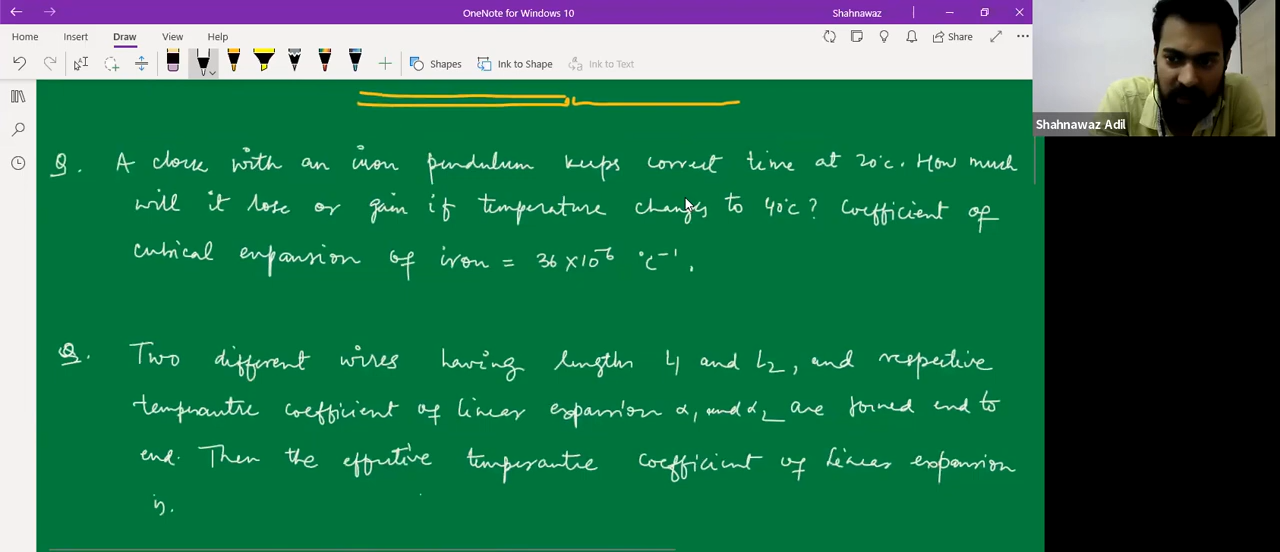 OneNote for Windows 10
Shahnawaz
Home Insert Draw View Help
Share
Shapes Ink to Shape Ink to Text
Shahnawaz Adil
Q. A clock with an iron pendulum keeps correct time at 20°C. How much
will it lose or gain if temperature changes to 40°C? Coefficient of
cubical expansion of iron = 36 × 10⁻⁶ °C⁻¹.
Q. Two different wires having lengths L1 and L2, and respective
temperantre coefficient of linear expansion α1 and α2 are joined end to
end. Then the effective temperantre coefficient of linear expansion
is.